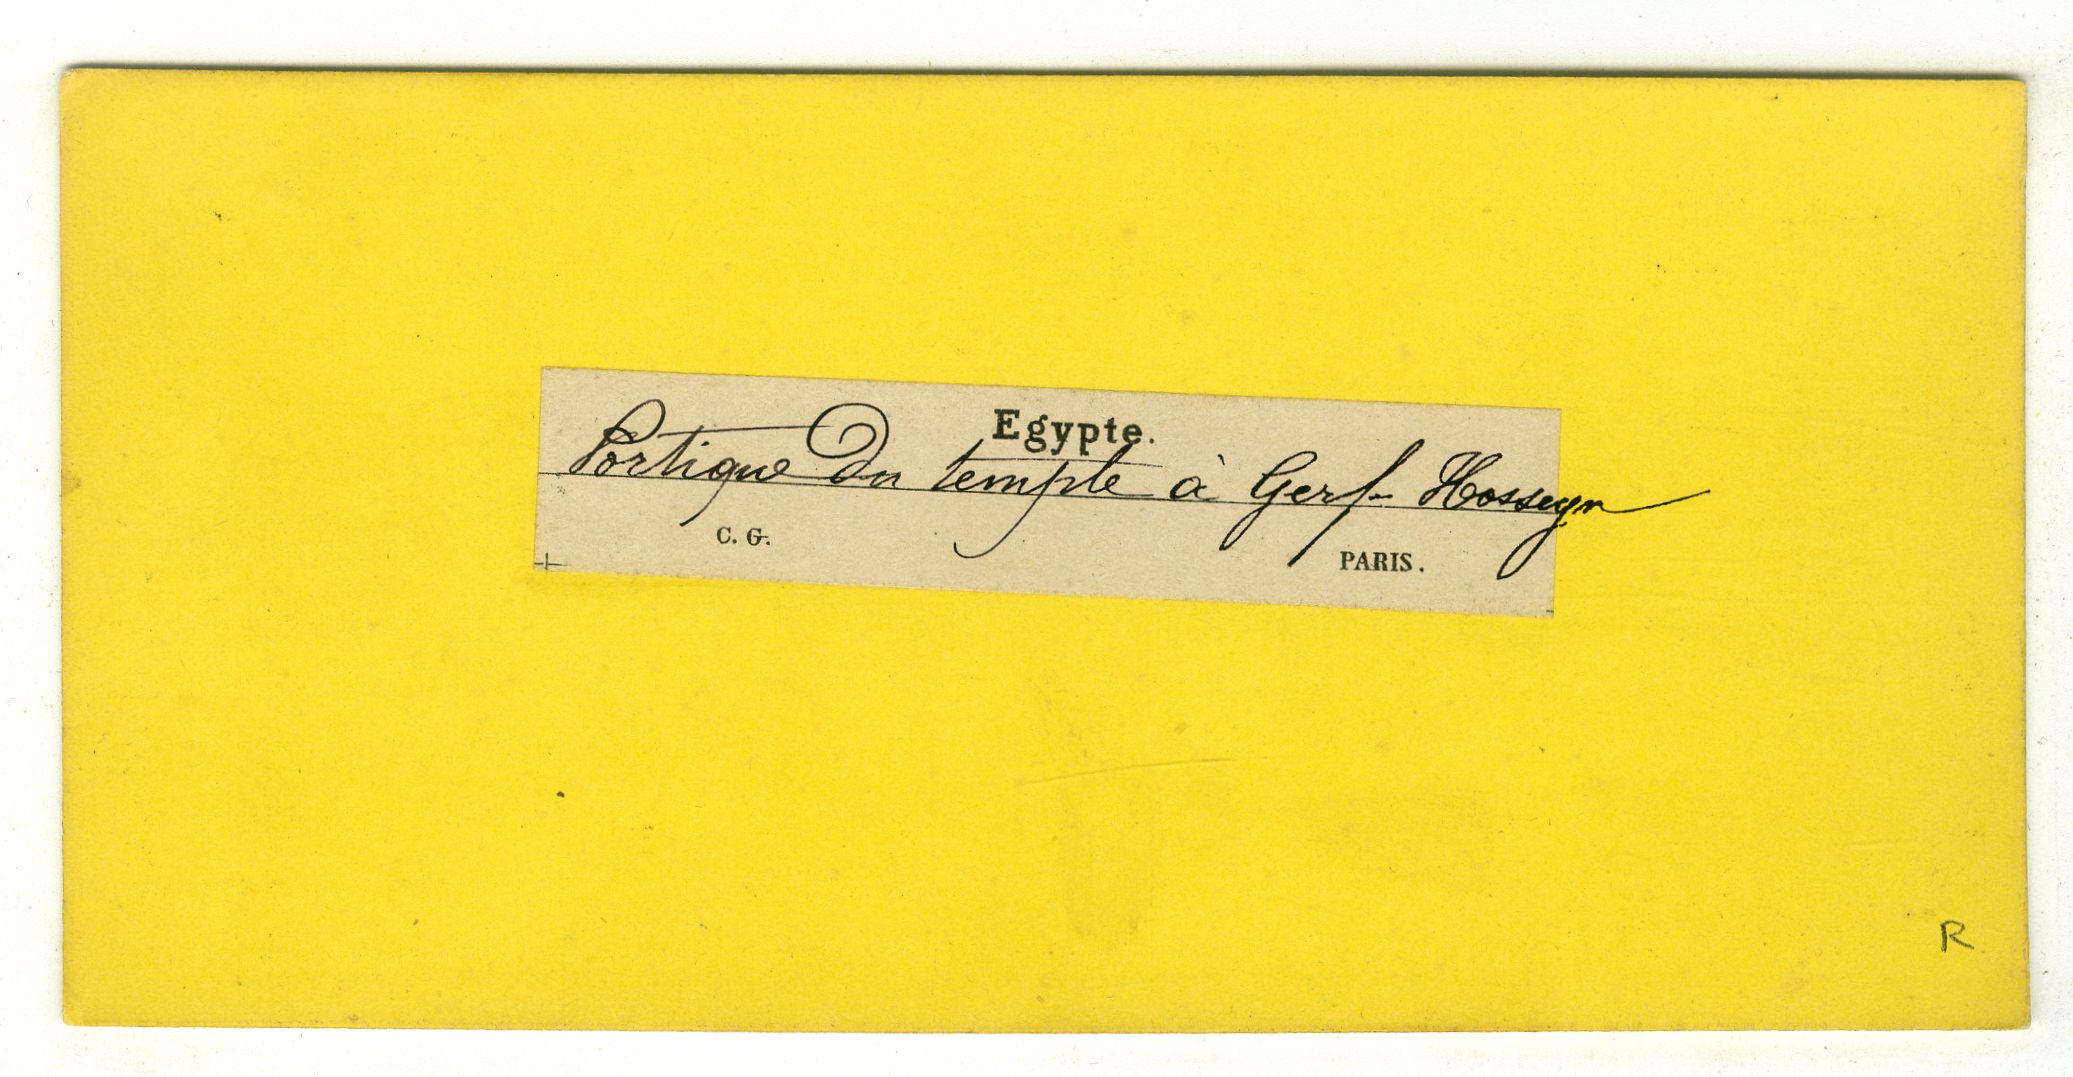 Egypte.
Portique du temple à Gerf-Hosseyn
C. G. PARIS.
R